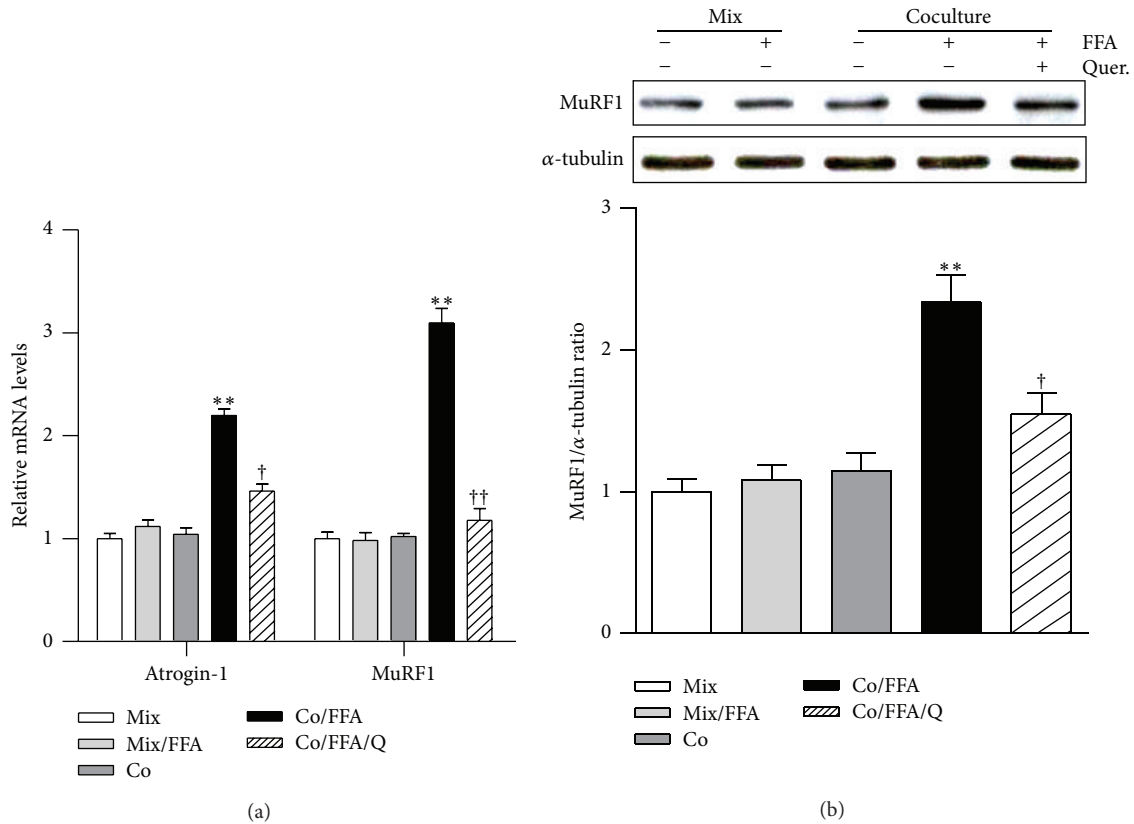 Relative mRNA levels
4
3
2
1
0
**
†
**
††
Atrogin-1 MuRF1
Mix Co/FFA
Mix/FFA Co/FFA/Q
Co
(a)
Mix Coculture
− + − + + FFA
− − − − + Quer.
MuRF1
α-tubulin
MuRF1/α-tubulin ratio
3
2
1
0
**
†
Mix Co/FFA
Mix/FFA Co/FFA/Q
Co
(b)